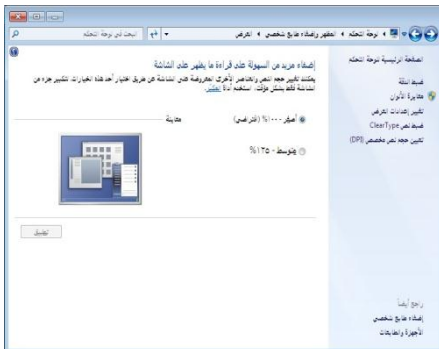 لوحة التحكم ◂ المظهر وإضفاء طابع شخصي ◂ العرض
البحث في لوحة التحكم
الصفحة الرئيسية للوحة التحكم
ضبط الدقة
معايرة الألوان
تغيير إعدادات العرض
ضبط نص ClearType
تعيين حجم نص مخصص (DPI)
إضفاء مزيد من السهولة على قراءة ما يظهر على الشاشة
يمكنك تغيير حجم النص والعناصر الأخرى المعروضة على الشاشة عن طريق اختيار أحد هذه الخيارات. لتكبير جزء من
الشاشة فقط بشكل مؤقت، استخدم أداة المكبّر.
أصغر - ١٠٠% (افتراضي)
معاينة
متوسط - ١٢٥%
تطبيق
راجع أيضاً
إضفاء طابع شخصي
الأجهزة والطابعات